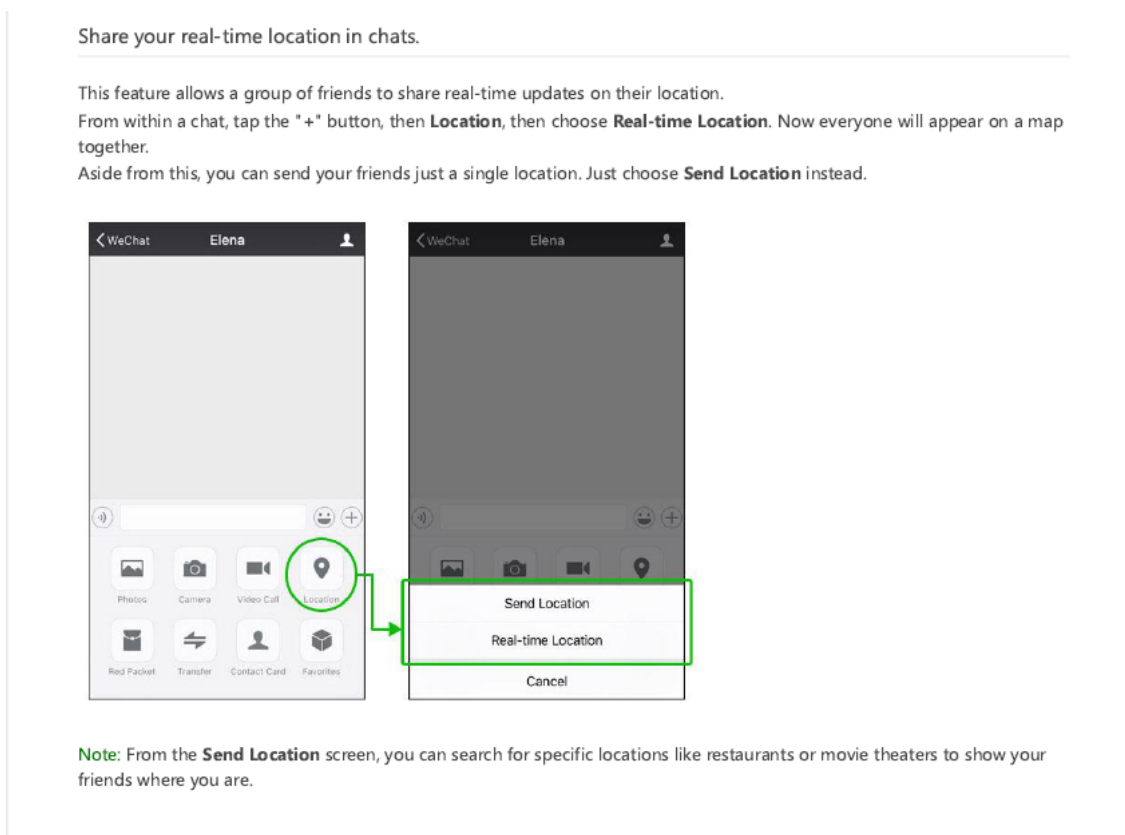 Share your real-time location in chats.
This feature allows a group of friends to share real-time updates on their location.
From within a chat, tap the "+" button, then Location, then choose Real-time Location. Now everyone will appear on a map
together.
Aside from this, you can send your friends just a single location. Just choose Send Location instead.
WeChat Elena
Photos Camera Video Call Location
Red Packet Transfer Contact Card Favorites
WeChat Elena
Send Location
Real-time Location
Cancel
Note: From the Send Location screen, you can search for specific locations like restaurants or movie theaters to show your
friends where you are.